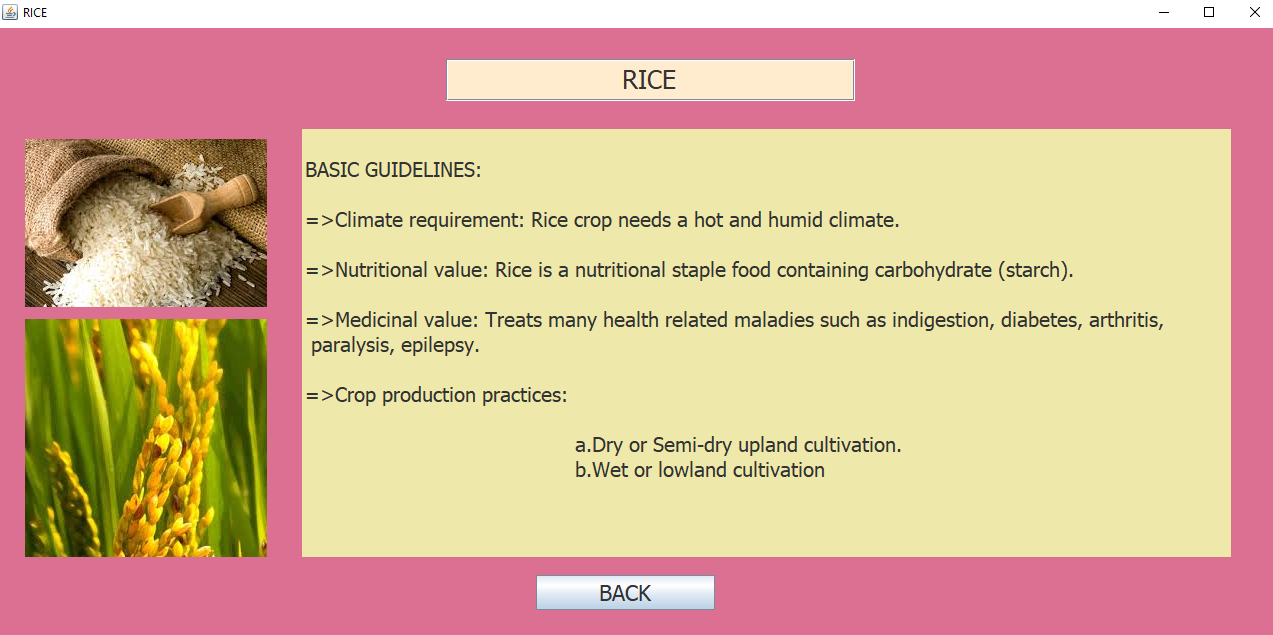 RICE
RICE
BASIC GUIDELINES:
=>Climate requirement: Rice crop needs a hot and humid climate.
=>Nutritional value: Rice is a nutritional staple food containing carbohydrate (starch).
=>Medicinal value: Treats many health related maladies such as indigestion, diabetes, arthritis,
paralysis, epilepsy.
=>Crop production practices:
a.Dry or Semi-dry upland cultivation.
b.Wet or lowland cultivation
BACK